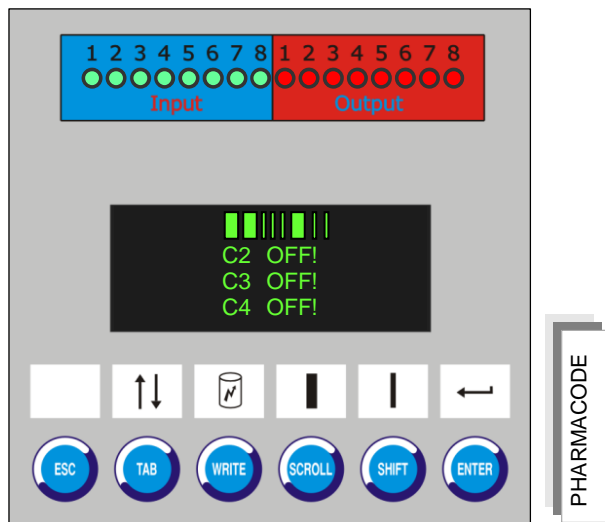 1 2 3 4 5 6 7 8 1 2 3 4 5 6 7 8
Input Output
C2 OFF!
C3 OFF!
C4 OFF!
ESC TAB WRITE SCROLL SHIFT ENTER
PHARMACODE